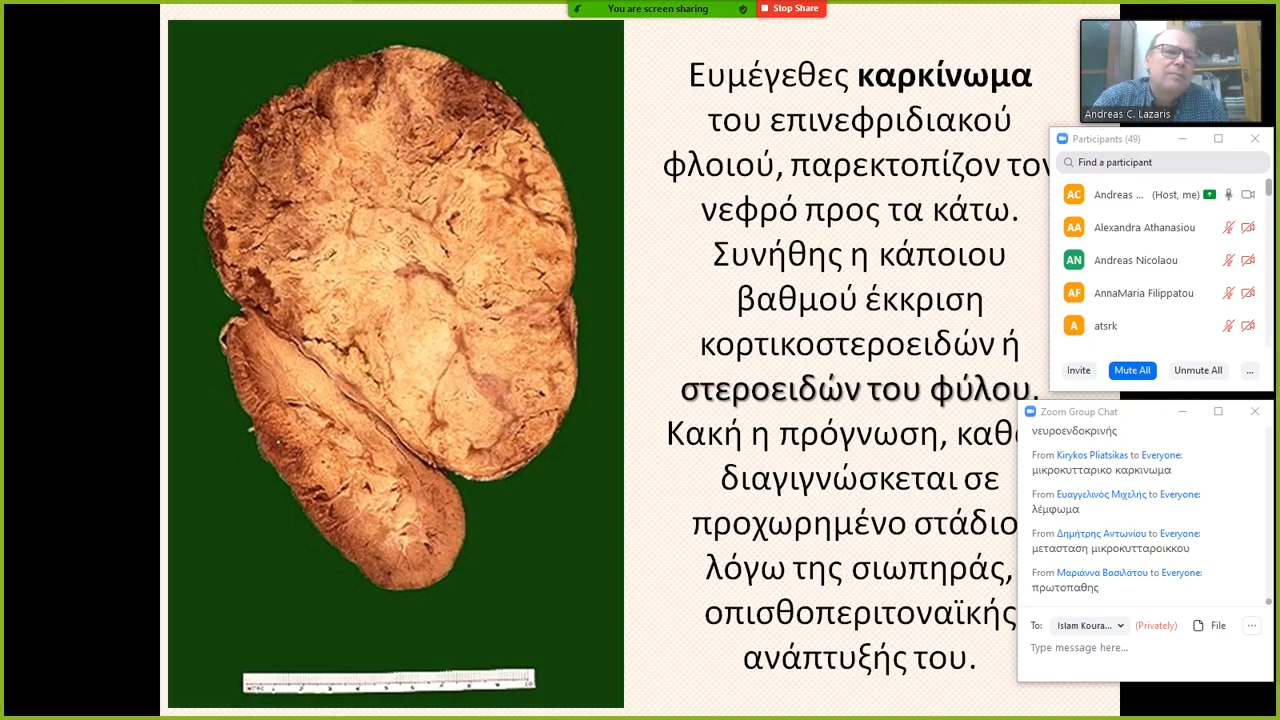 You are screen sharing
Stop Share
Ευμέγεθες καρκίνωμα
του επινεφριδιακού
φλοιού, παρεκτοπίζον τον
νεφρό προς τα κάτω.
Συνήθης η κάποιου
βαθμού έκκριση
κορτικοστεροειδών ή
στεροειδών του φύλου.
Κακή η πρόγνωση,
διαγιγνώσκεται σε
προχωρημένο στάδιο
λόγω της σιωπηράς,
οπισθοπεριτοναϊκής
ανάπτυξής του.
Andreas C. Lazaris
Participants (49)
Find a participant
AC Andreas ... (Host, me)
AA Alexandra Athanasiou
AN Andreas Nicolaou
AF AnnaMaria Filippatou
A atsrk
Invite Mute All Unmute All ...
Zoom Group Chat
νευροενδοκρινής
From Kirykos Pliatsikas to Everyone:
μικροκυτταρικο καρκινωμα
From Ευαγγελινός Μιχελής to Everyone:
λέμφωμα
From Δημήτρης Αντωνίου to Everyone:
μετασταση μικροκυτταροικκου
From Μαριάννα Βασιλάτου to Everyone:
πρωτοπαθης
To: Islam Koura... (Privately) File ...
Type message here...